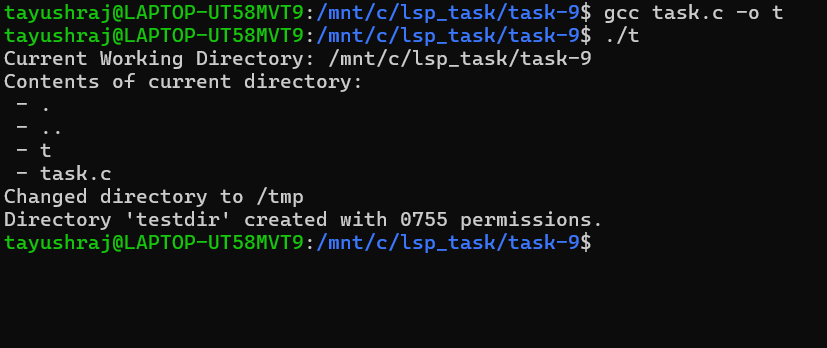 tayushraj@LAPTOP-UT58MVT9:/mnt/c/lsp_task/task-9$ gcc task.c -o t
tayushraj@LAPTOP-UT58MVT9:/mnt/c/lsp_task/task-9$ ./t
Current Working Directory: /mnt/c/lsp_task/task-9
Contents of current directory:
 - .
 - ..
 - t
 - task.c
Changed directory to /tmp
Directory 'testdir' created with 0755 permissions.
tayushraj@LAPTOP-UT58MVT9:/mnt/c/lsp_task/task-9$